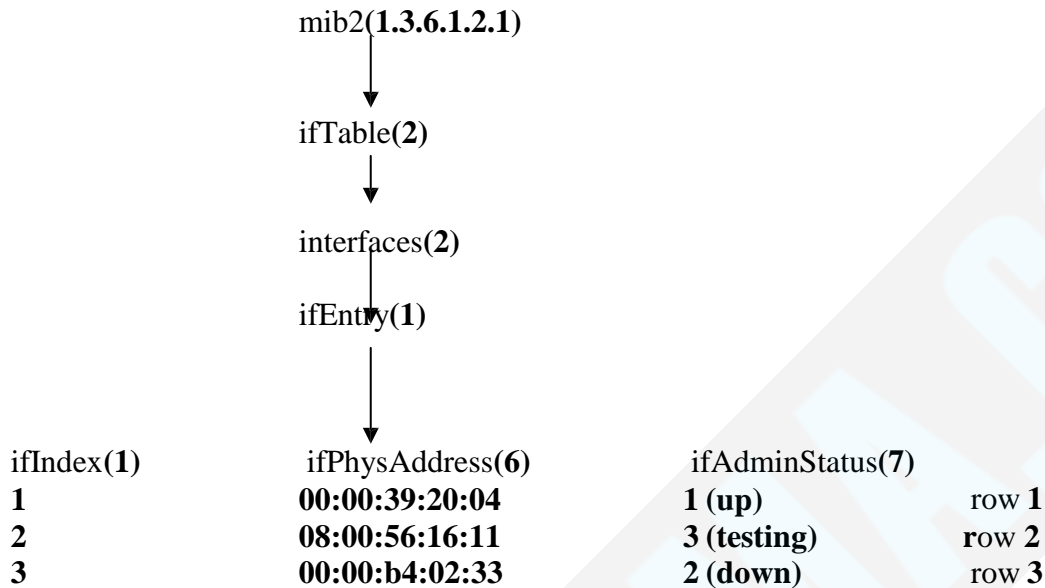 mib2(1.3.6.1.2.1)
ifTable(2)
interfaces(2)
ifEntry(1)
ifIndex(1) ifPhysAddress(6) ifAdminStatus(7)
1 00:00:39:20:04 1 (up) row 1
2 08:00:56:16:11 3 (testing) row 2
3 00:00:b4:02:33 2 (down) row 3